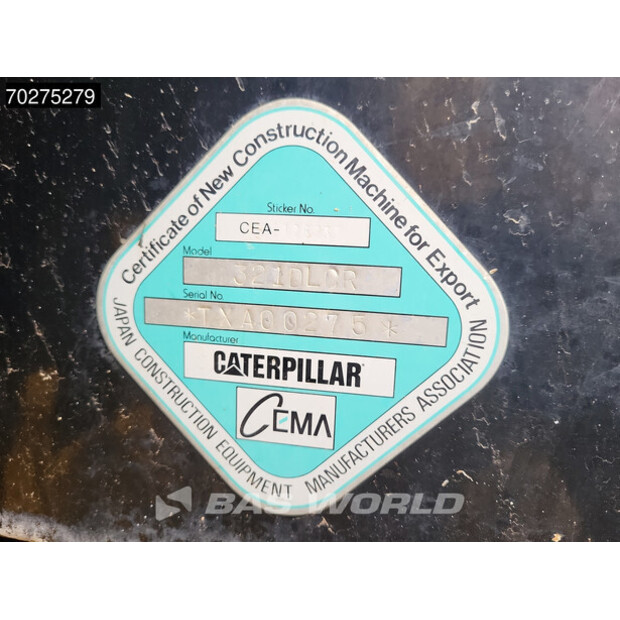 70275279
Certificate of New Construction Machine for Export
Sticker No.
CEA-
Model
321DLCR
Serial No.
*TXA00275*
Manufacturer
CATERPILLAR
CEMA
JAPAN CONSTRUCTION EQUIPMENT MANUFACTURERS ASSOCIATION
BAS WORLD